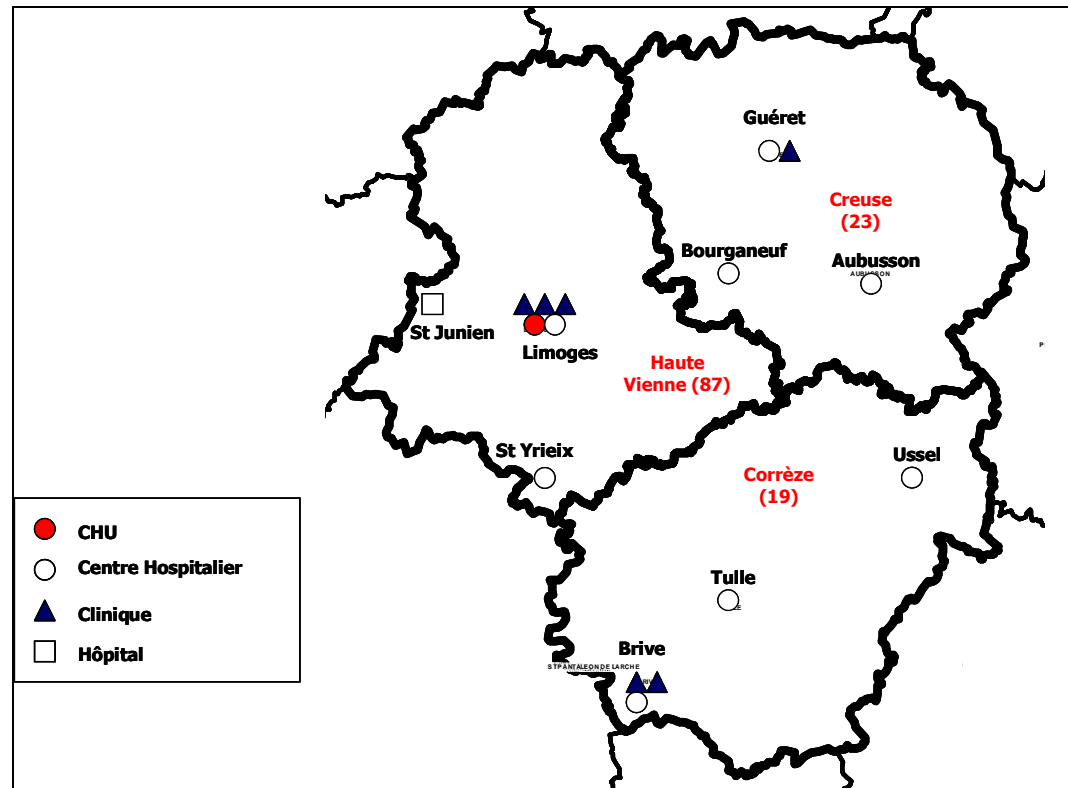 Guéret
Creuse
(23)
Bourganeuf
Aubusson
AUBUSSON
St Junien
Limoges
Haute
Vienne (87)
St Yrieix
Ussel
Corrèze
(19)
Tulle
Brive
ST PANTALEON DE LARCHE
CHU
Centre Hospitalier
Clinique
Hôpital